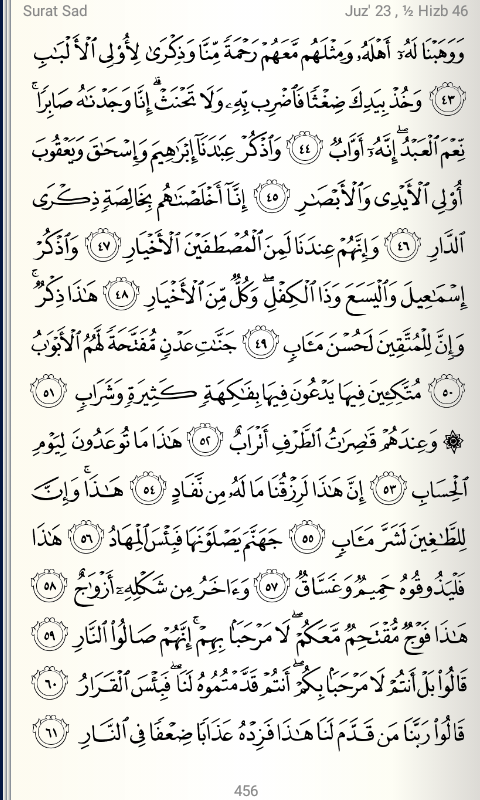 Surat Sad
Juz' 23 , ½ Hizb 46
وَوَهَبْنَا لَهُۥٓ أَهْلَهُۥ وَمِثْلَهُم مَّعَهُمْ رَحْمَةً مِّنَّا وَذِكْرَىٰ لِأُو۟لِى ٱلْأَلْبَٰبِ
٤٣ وَخُذْ بِيَدِكَ ضِغْثًا فَٱضْرِب بِّهِۦ وَلَا تَحْنَثْ ۗ إِنَّا وَجَدْنَٰهُ صَابِرًا ۚ
نِّعْمَ ٱلْعَبْدُ ۖ إِنَّهُۥٓ أَوَّابٌ ٤٤ وَٱذْكُرْ عِبَٰدَنَآ إِبْرَٰهِيمَ وَإِسْحَٰقَ وَيَعْقُوبَ
أُو۟لِى ٱلْأَيْدِى وَٱلْأَبْصَٰرِ ٤٥ إِنَّآ أَخْلَصْنَٰهُم بِخَالِصَةٍ ذِكْرَى
ٱلدَّارِ ٤٦ وَإِنَّهُمْ عِندَنَا لَمِنَ ٱلْمُصْطَفَيْنَ ٱلْأَخْيَارِ ٤٧ وَٱذْكُرْ
إِسْمَٰعِيلَ وَٱلْيَسَعَ وَذَا ٱلْكِفْلِ ۖ وَكُلٌّ مِّنَ ٱلْأَخْيَارِ ٤٨ هَٰذَا ذِكْرٌ ۚ
وَإِنَّ لِلْمُتَّقِينَ لَحُسْنَ مَـَٔابٍ ٤٩ جَنَّٰتِ عَدْنٍ مُّفَتَّحَةً لَّهُمُ ٱلْأَبْوَٰبُ
٥٠ مُتَّكِـِٔينَ فِيهَا يَدْعُونَ فِيهَا بِفَٰكِهَةٍ كَثِيرَةٍ وَشَرَابٍ ٥١
۞ وَعِندَهُمْ قَٰصِرَٰتُ ٱلطَّرْفِ أَتْرَابٌ ٥٢ هَٰذَا مَا تُوعَدُونَ لِيَوْمِ
ٱلْحِسَابِ ٥٣ إِنَّ هَٰذَا لَرِزْقُنَا مَا لَهُۥ مِن نَّفَادٍ ٥٤ هَٰذَا ۚ وَإِنَّ
لِلطَّٰغِينَ لَشَرَّ مَـَٔابٍ ٥٥ جَهَنَّمَ يَصْلَوْنَهَا فَبِئْسَ ٱلْمِهَادُ ٥٦ هَٰذَا
فَلْيَذُوقُوهُ حَمِيمٌ وَغَسَّاقٌ ٥٧ وَءَاخَرُ مِن شَكْلِهِۦٓ أَزْوَٰجٌ ٥٨
هَٰذَا فَوْجٌ مُّقْتَحِمٌ مَّعَكُمْ ۖ لَا مَرْحَبًۢا بِهِمْ ۚ إِنَّهُمْ صَالُوا۟ ٱلنَّارِ ٥٩
قَالُوا۟ بَلْ أَنتُمْ لَا مَرْحَبًۢا بِكُمْ ۖ أَنتُمْ قَدَّمْتُمُوهُ لَنَا ۖ فَبِئْسَ ٱلْقَرَارُ ٦٠
قَالُوا۟ رَبَّنَا مَن قَدَّمَ لَنَا هَٰذَا فَزِدْهُ عَذَابًا ضِعْفًا فِى ٱلنَّارِ ٦١
456